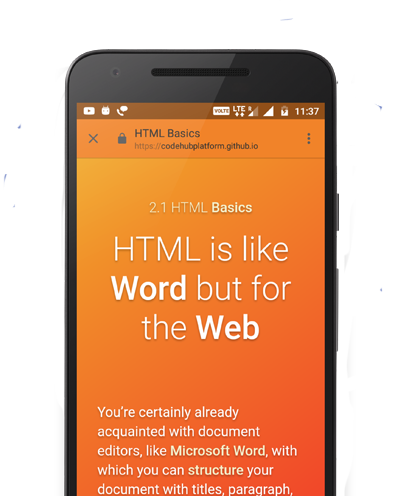 VOLTE LTE R 11:37
HTML Basics
https://codehubplatform.github.io
2.1 HTML Basics
HTML is like
Word but for
the Web
You're certainly already
acquainted with document
editors, like Microsoft Word, with
which you can structure your
document with titles, paragraph,